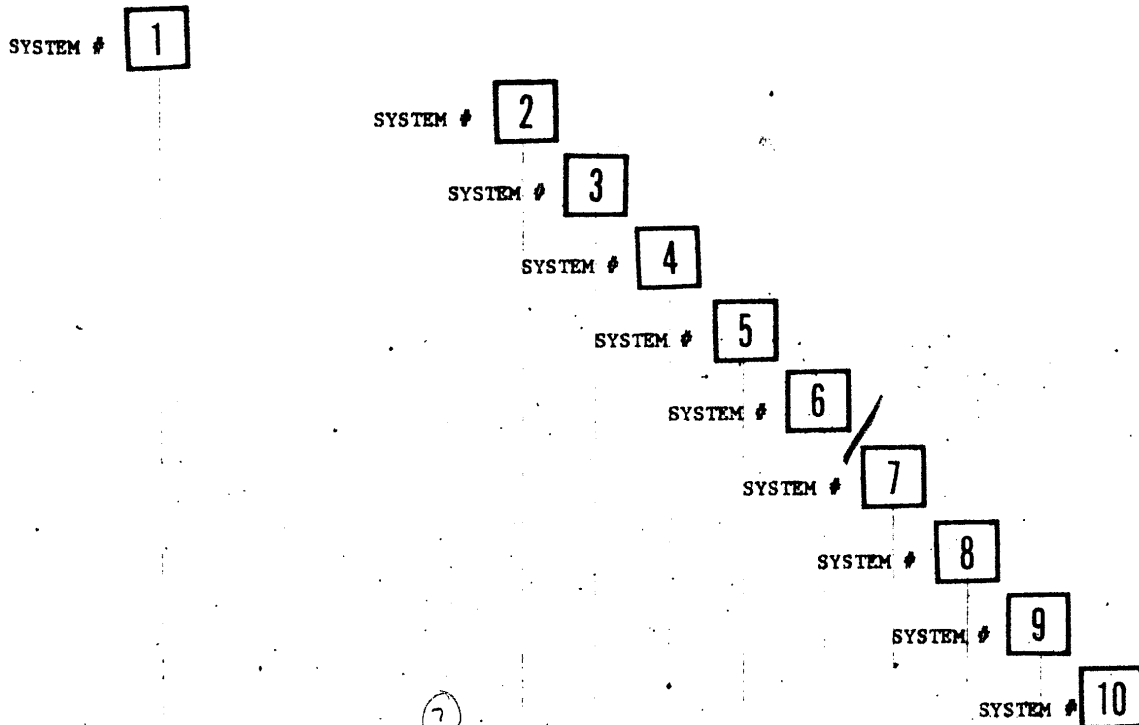 SYSTEM # 1
SYSTEM # 2
SYSTEM # 3
SYSTEM # 4
SYSTEM # 5
SYSTEM # 6
SYSTEM # 7
SYSTEM # 8
SYSTEM # 9
SYSTEM # 10